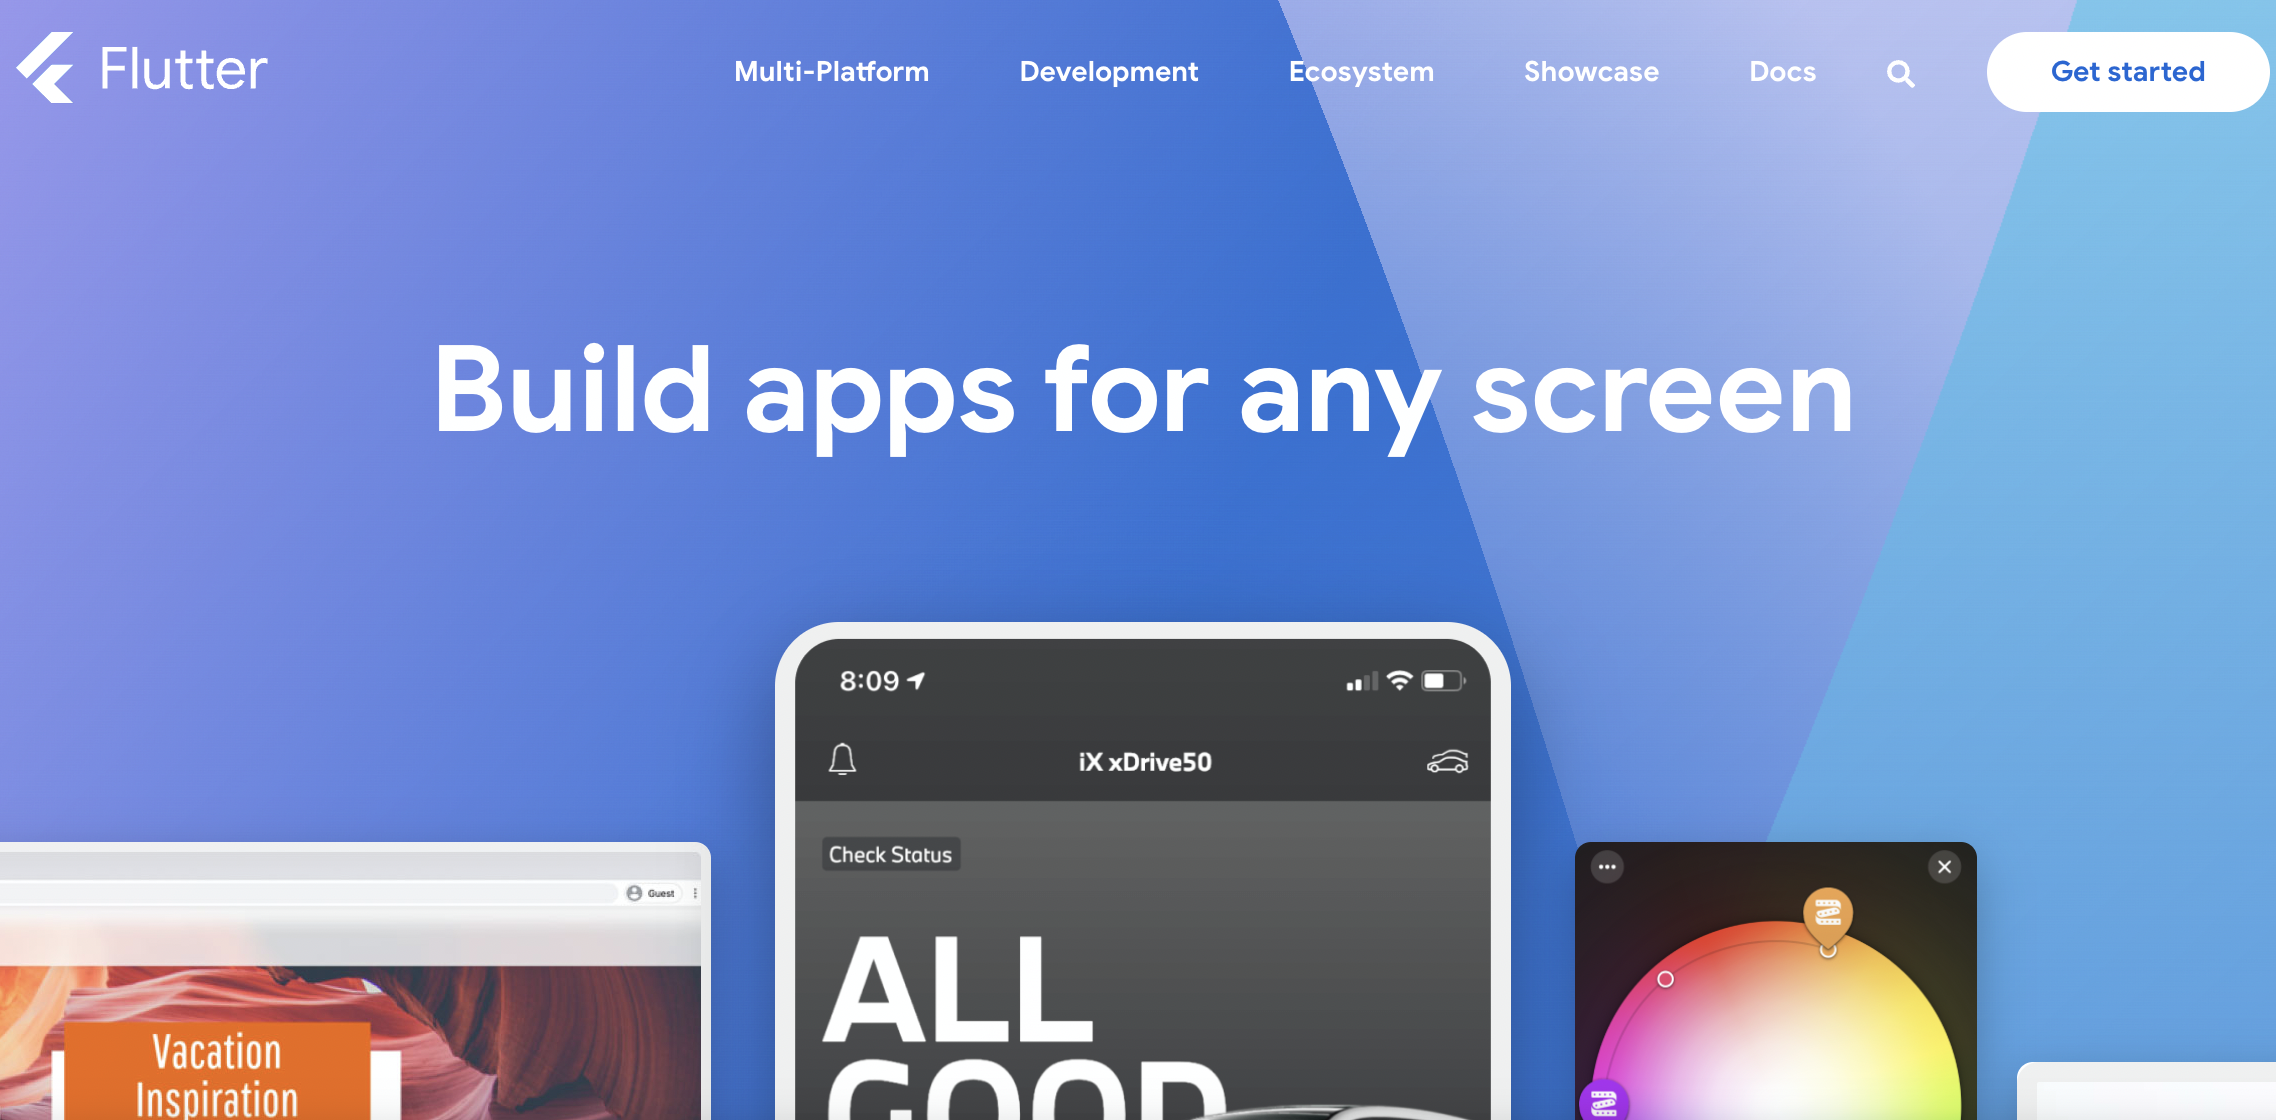 Flutter
Multi-Platform
Development
Ecosystem
Showcase
Docs
Get started
Build apps for any screen
8:09
iX xDrive50
Check Status
ALL
GOOD
Guest
Vacation
Inspiration